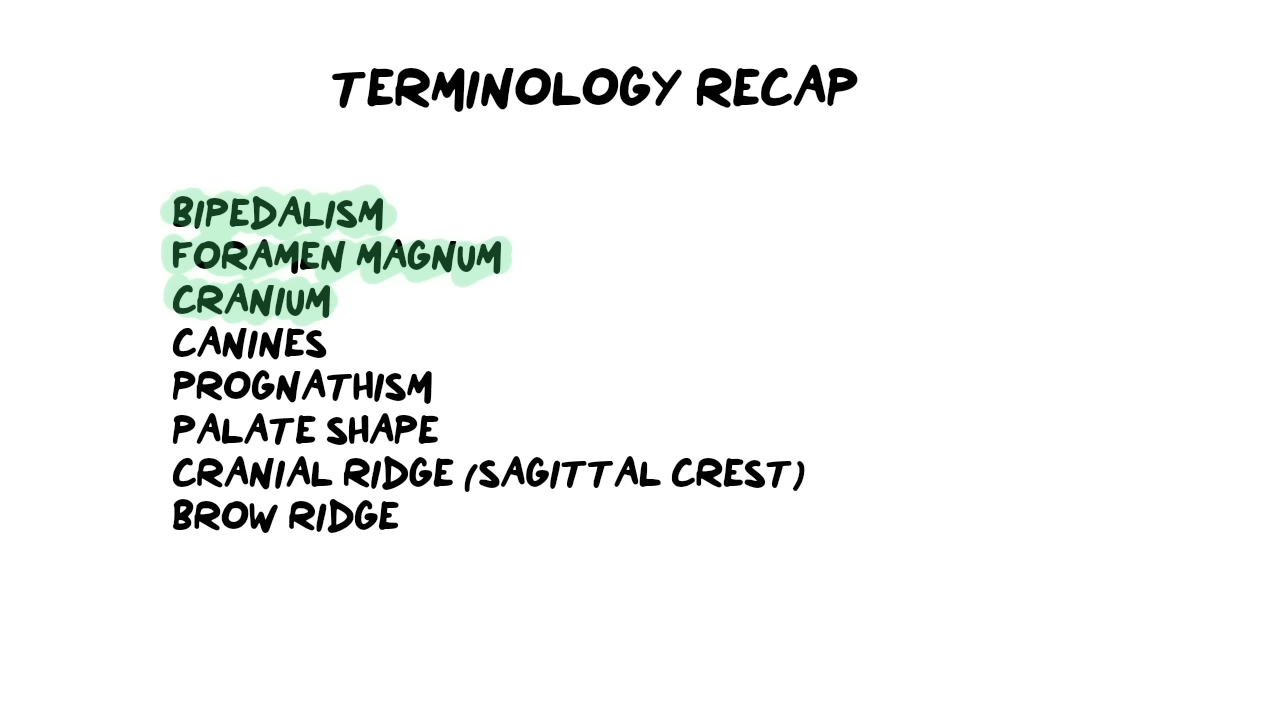 TERMINOLOGY RECAP
BIPEDALISM
FORAMEN MAGNUM
CRANIUM
CANINES
PROGNATHISM
PALATE SHAPE
CRANIAL RIDGE (SAGITTAL CREST)
BROW RIDGE